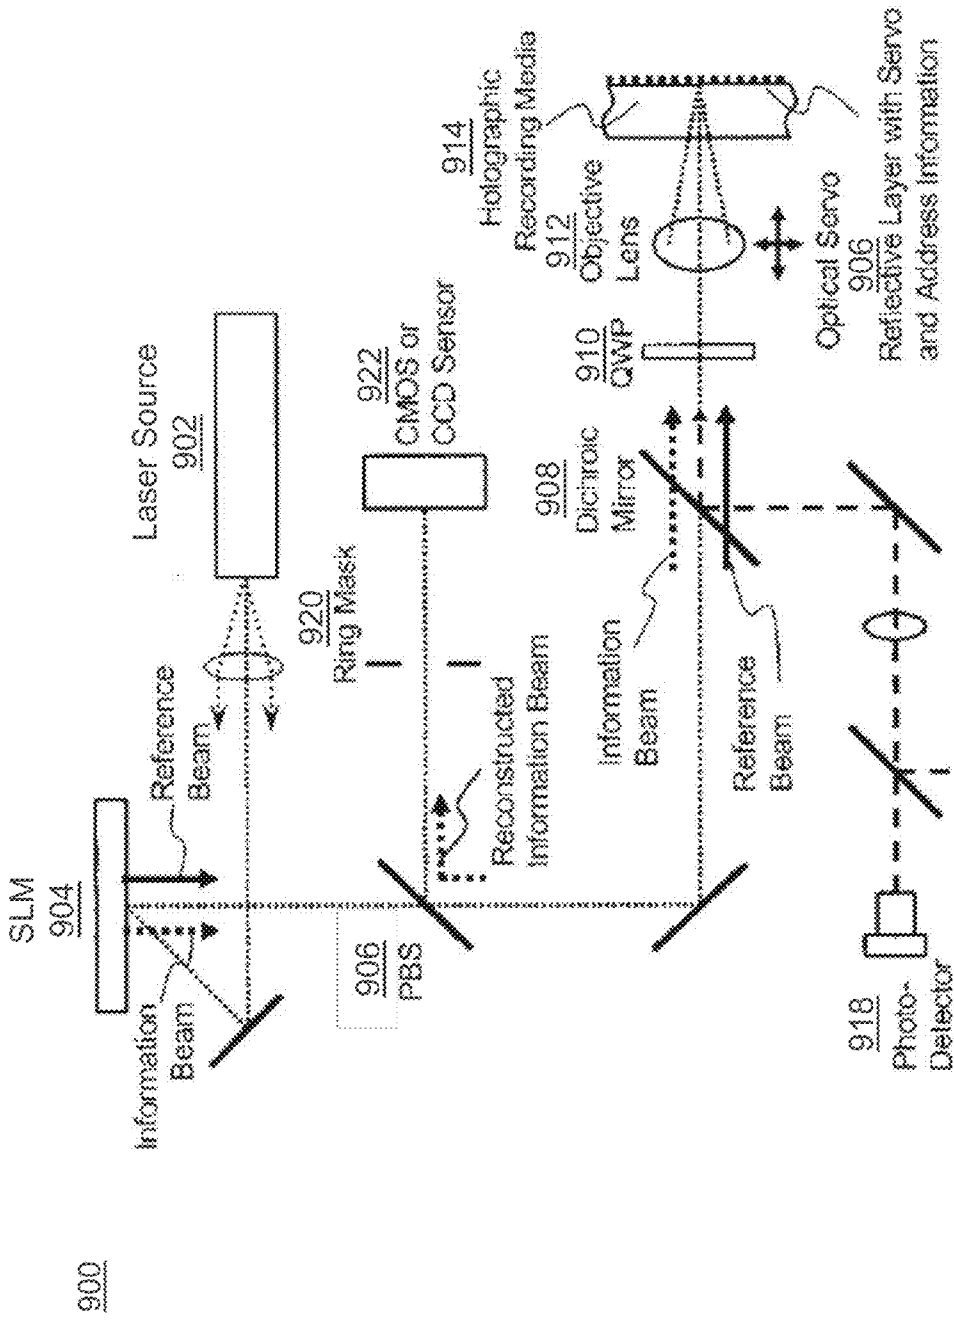 900
SLM
904
Information
Beam
Reference
Beam
Laser Source
902
906
PBS
920
Ring Mask
922
CMOS or
CCD Sensor
Reconstructed
Information Beam
914
Holographic
Recording Media
912
Objective
Lens
910
QWP
908
Dichroic
Mirror
Information
Beam
Reference
Beam
Optical Servo
906
Reflective Layer with Servo
and Address Information
918
Photo-
Detector